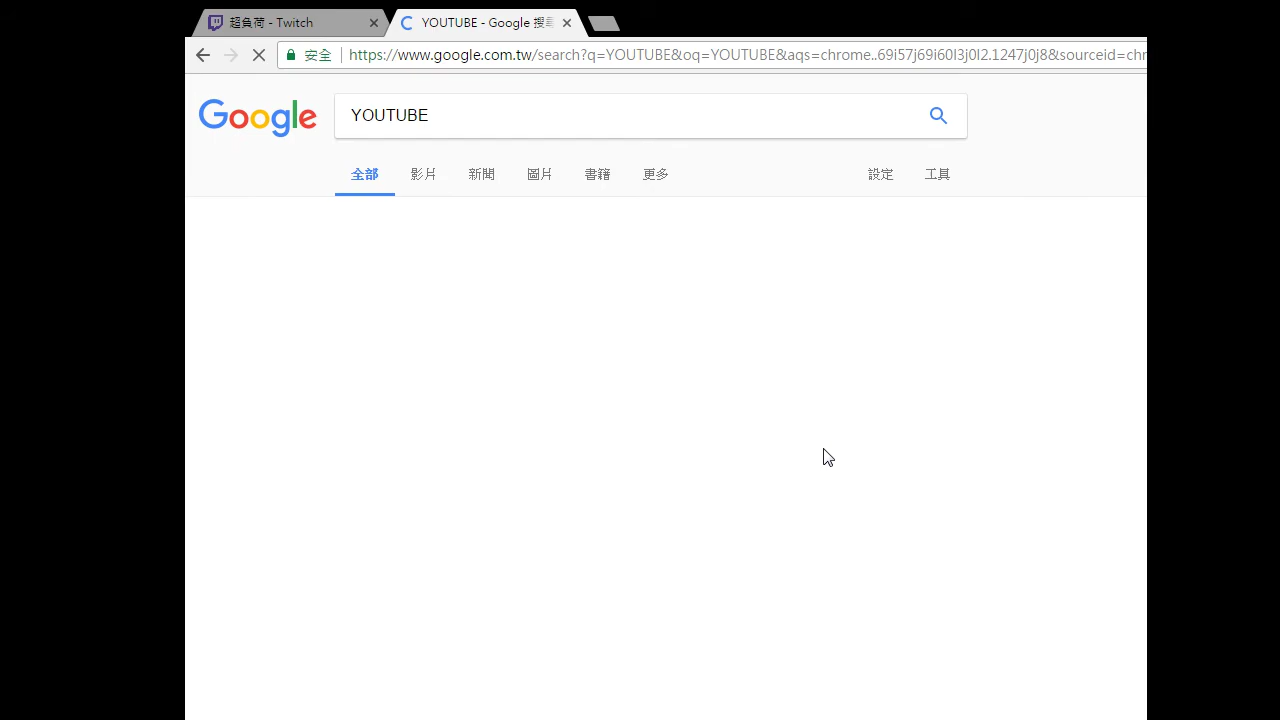 超負荷 - Twitch
YOUTUBE - Google 搜尋
安全 https://www.google.com.tw/search?q=YOUTUBE&oq=YOUTUBE&aqs=chrome..69i57j69i60l3j0l2.1247j0j8&sourceid=chr
Google YOUTUBE
全部 影片 新聞 圖片 書籍 更多 設定 工具